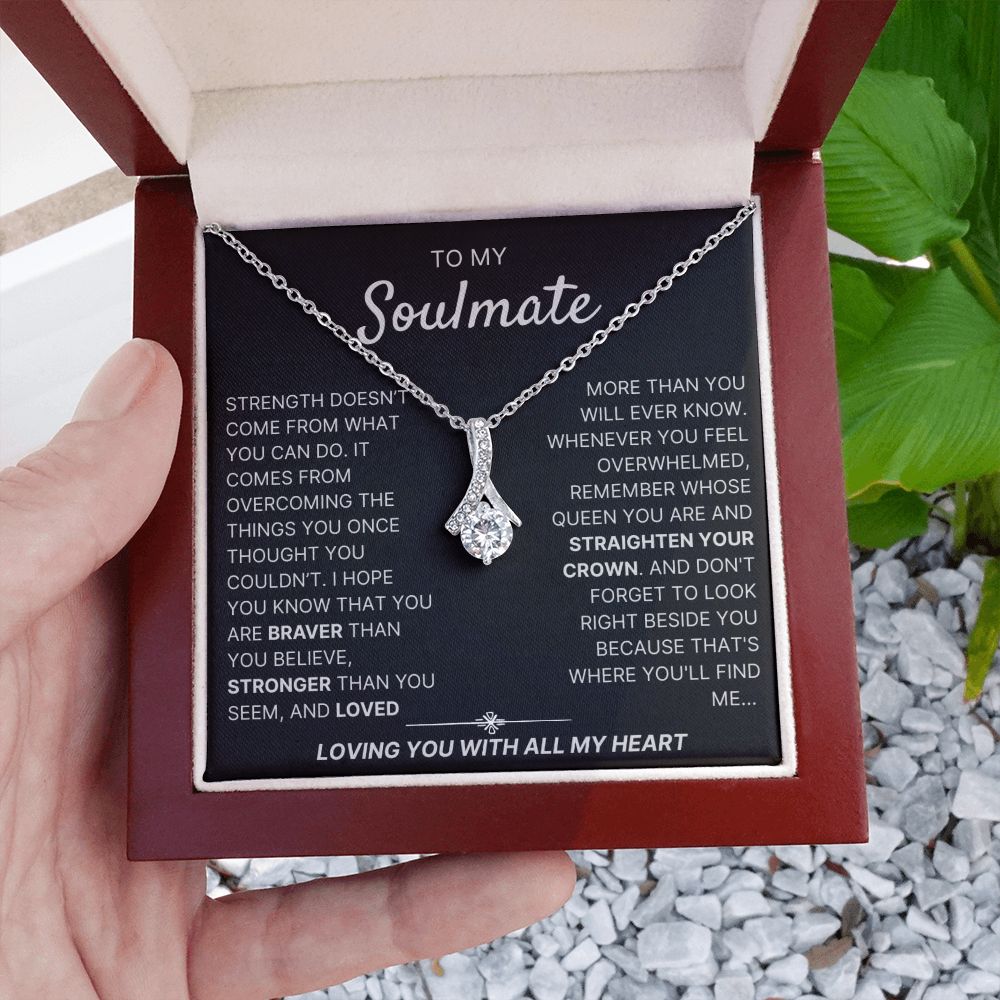 TO MY
Soulmate
STRENGTH DOESN'T
COME FROM WHAT
YOU CAN DO. IT
COMES FROM
OVERCOMING THE
THINGS YOU ONCE
THOUGHT YOU
COULDN'T. I HOPE
YOU KNOW THAT YOU
ARE BRAVER THAN
YOU BELIEVE,
STRONGER THAN YOU
SEEM, AND LOVED
MORE THAN YOU
WILL EVER KNOW.
WHENEVER YOU FEEL
OVERWHELMED,
REMEMBER WHOSE
QUEEN YOU ARE AND
STRAIGHTEN YOUR
CROWN. AND DON'T
FORGET TO LOOK
RIGHT BESIDE YOU
BECAUSE THAT'S
WHERE YOU'LL FIND
ME...
LOVING YOU WITH ALL MY HEART